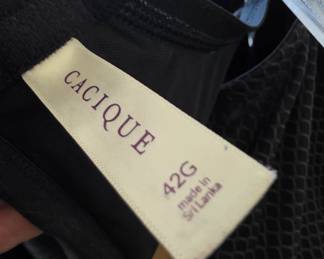 CACIQUE
42G
made in
Sri Lanka